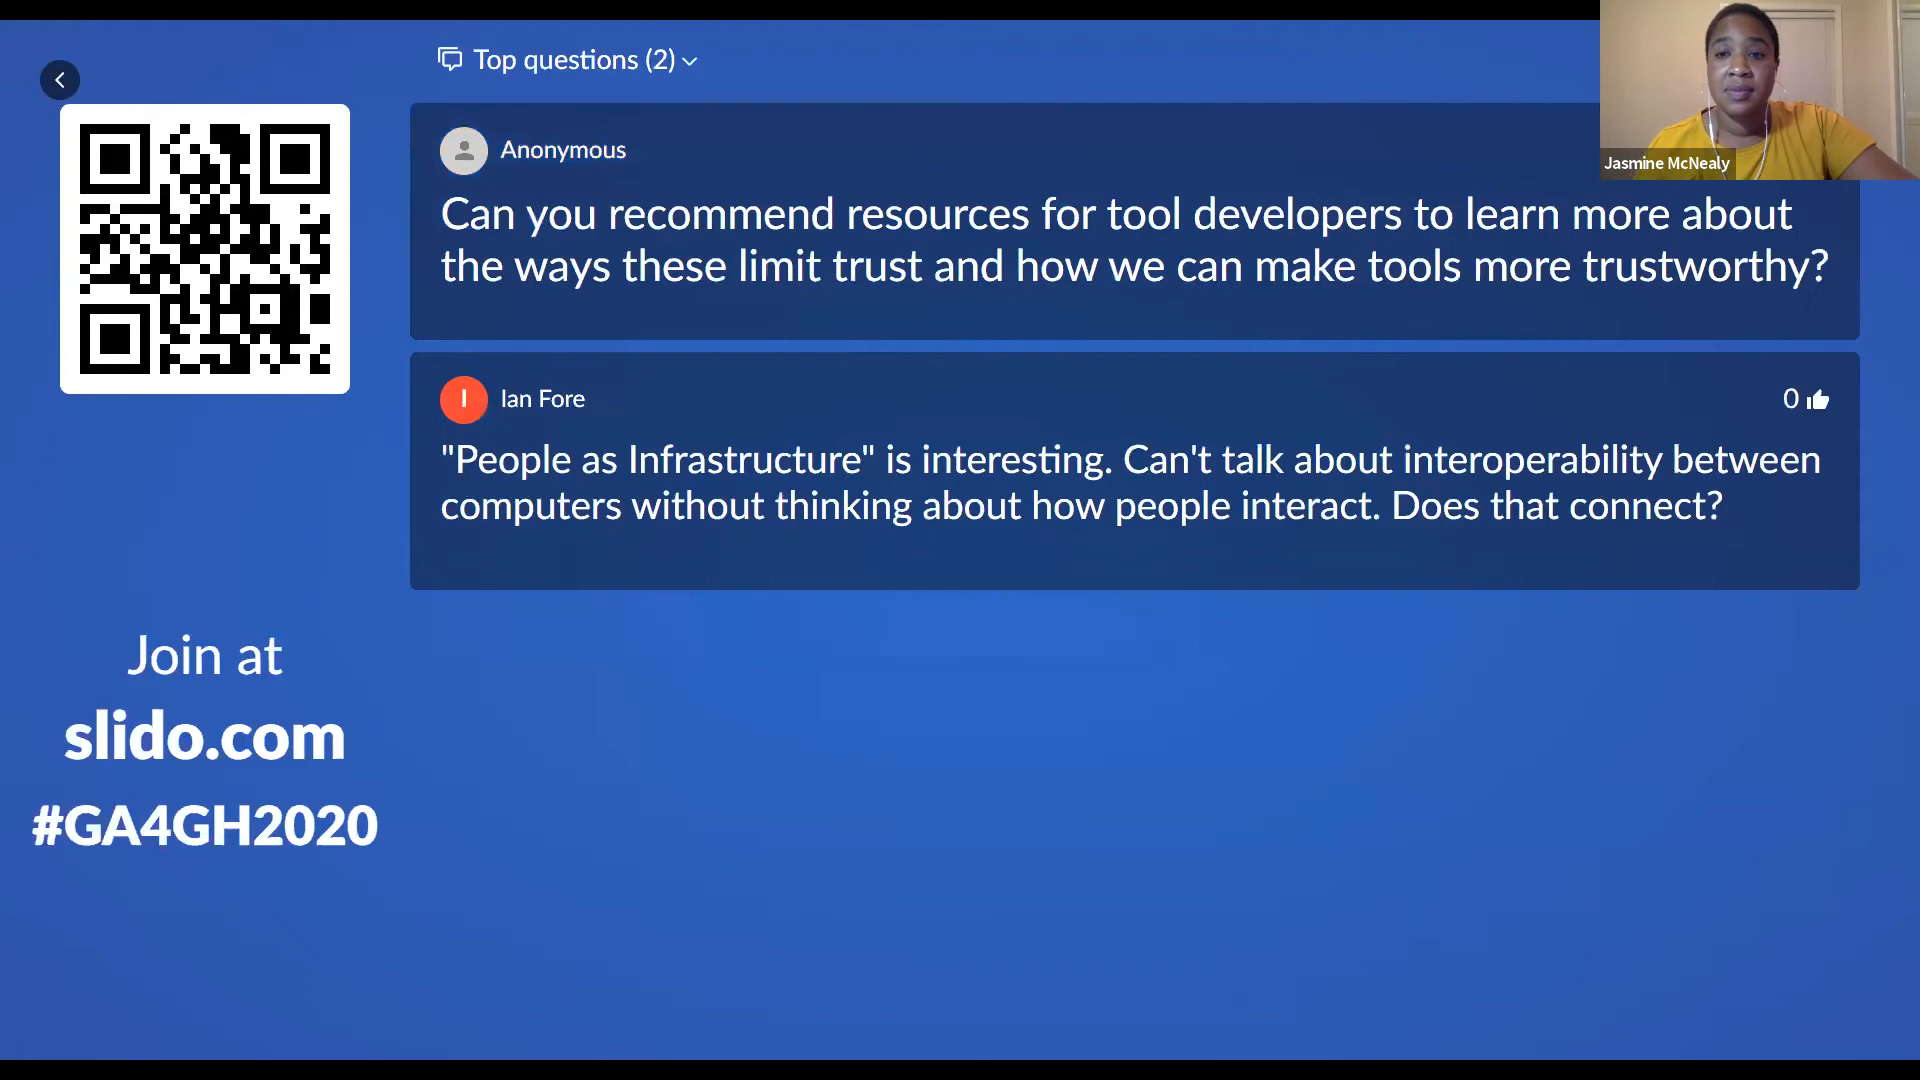 Top questions (2)
Jasmine McNealy
Anonymous
Can you recommend resources for tool developers to learn more about
the ways these limit trust and how we can make tools more trustworthy?
I
Ian Fore
0
"People as Infrastructure" is interesting. Can't talk about interoperability between
computers without thinking about how people interact. Does that connect?
Join at
slido.com
#GA4GH2020